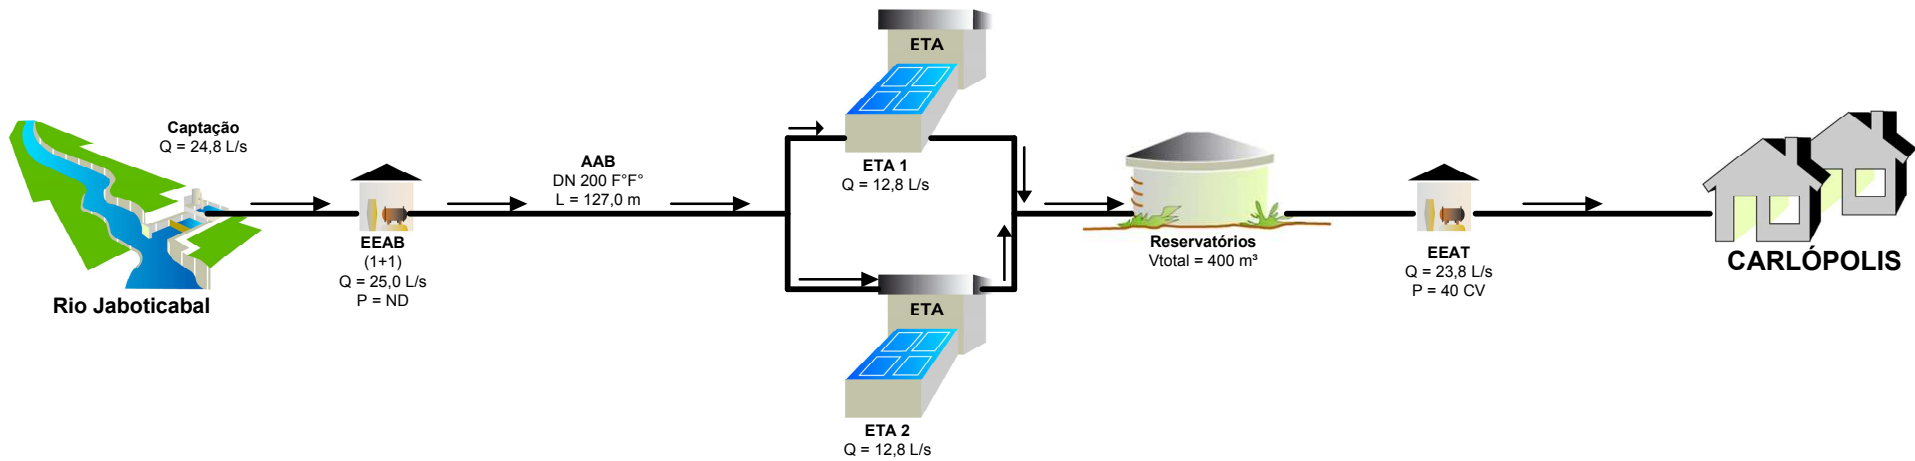 Captação
Q = 24,8 L/s
Rio Jaboticabal
EEAB
(1+1)
Q = 25,0 L/s
P = ND
AAB
DN 200 F°F°
L = 127,0 m
ETA
ETA 1
Q = 12,8 L/s
ETA
ETA 2
Q = 12,8 L/s
Reservatórios
Vtotal = 400 m³
EEAT
Q = 23,8 L/s
P = 40 CV
CARLÓPOLIS